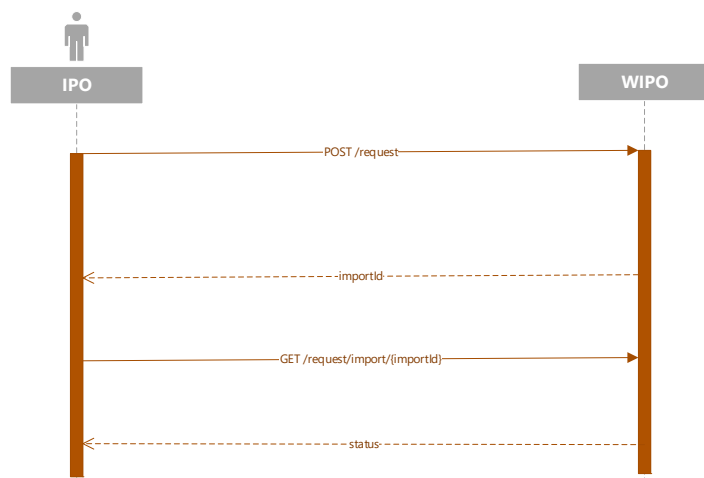 IPO
WIPO
POST /request
importId
GET /request/import/{importId}
status